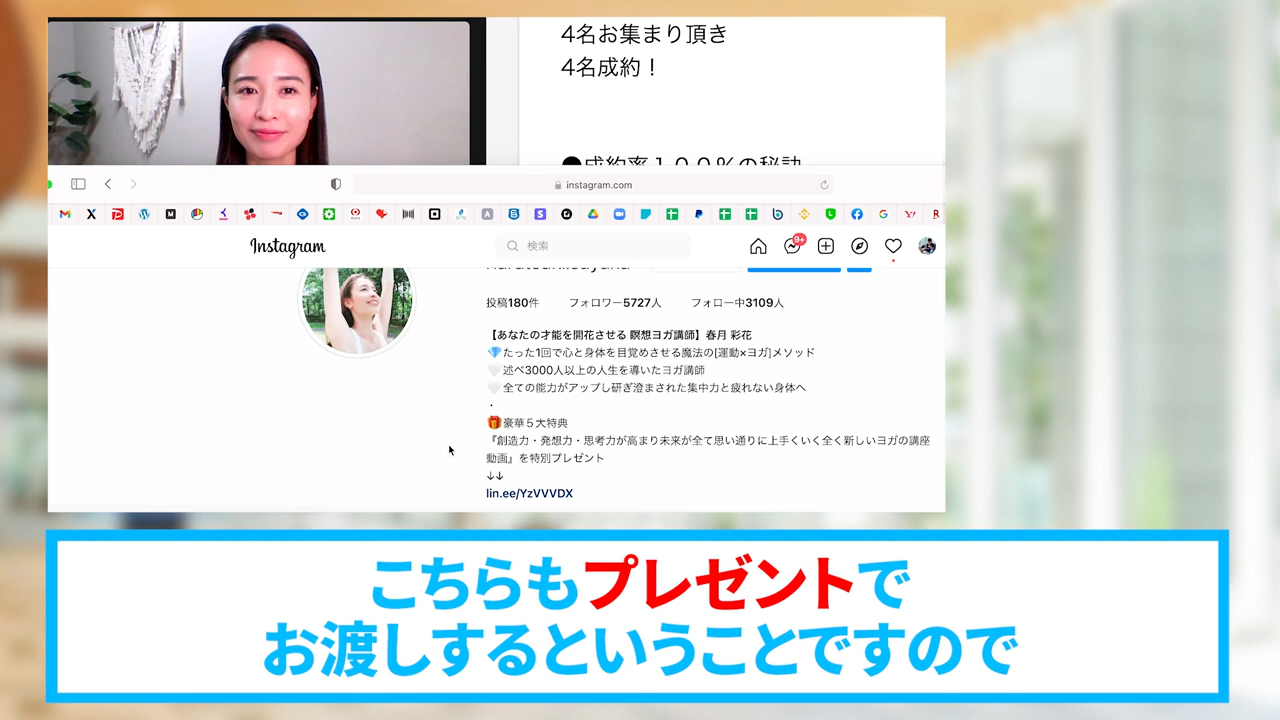 4名お集まり頂き
4名成約！
●成約率１００％の秘訣
instagram.com
Instagram
検索
9+
投稿180件 フォロワー5727人 フォロー中3109人
【あなたの才能を開花させる 瞑想ヨガ講師】春月 彩花
💎たった1回で心と身体を目覚めさせる魔法の[運動×ヨガ]メソッド
🤍述べ3000人以上の人生を導いたヨガ講師
🤍全ての能力がアップし研ぎ澄まされた集中力と疲れない身体へ
・
🎁豪華５大特典
『創造力・発想力・思考力が高まり未来が全て思い通りに上手くいく全く新しいヨガの講座
動画』を特別プレゼント
↓↓
lin.ee/YzVVVDX
こちらもプレゼントで
お渡しするということですので